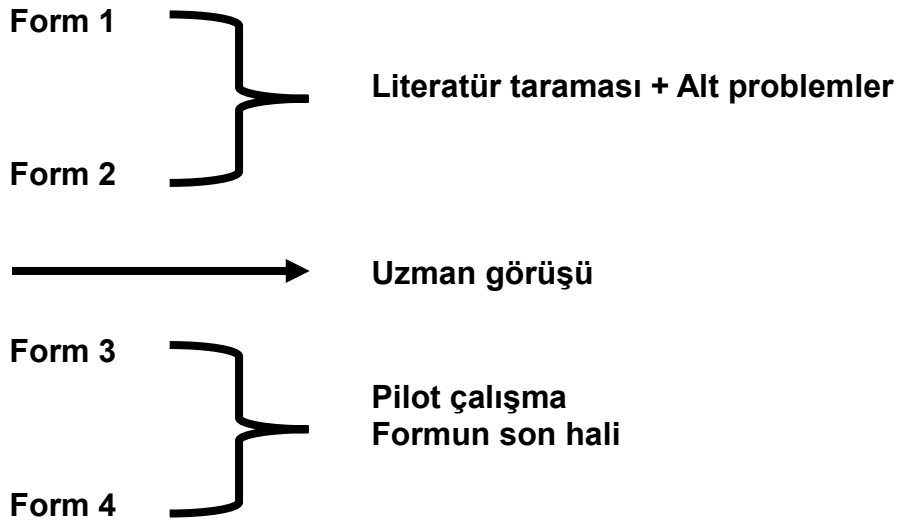 Form 1
Literatür taraması + Alt problemler
Form 2
Uzman görüşü
Form 3
Pilot çalışma
Formun son hali
Form 4